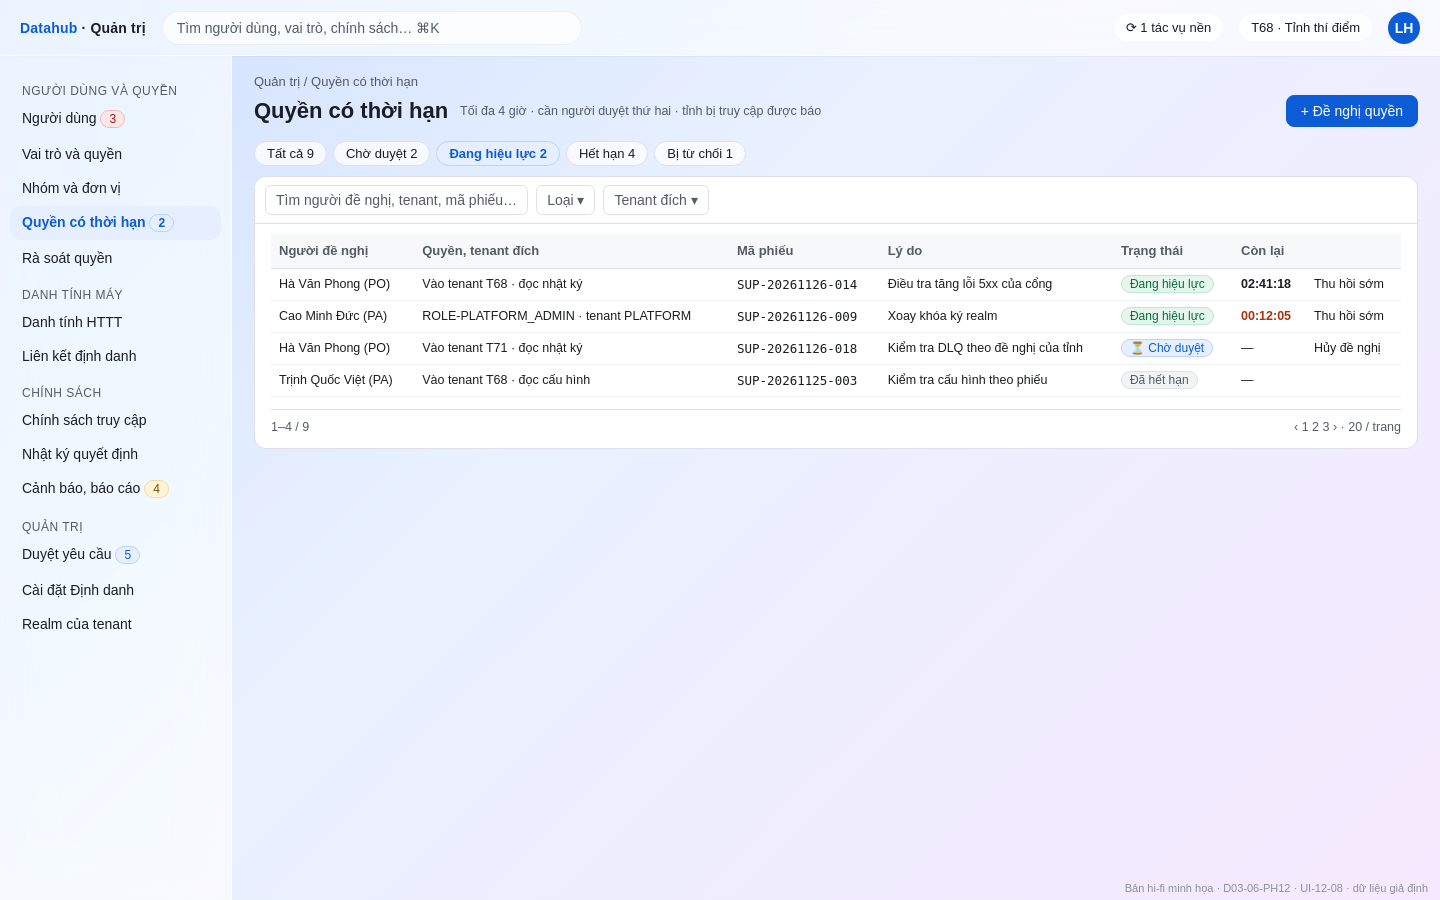 Datahub · Quản trị
Tìm người dùng, vai trò, chính sách… ⌘K
⟳ 1 tác vụ nền
T68 · Tỉnh thí điểm
LH
NGƯỜI DÙNG VÀ QUYỀN
Người dùng 3
Vai trò và quyền
Nhóm và đơn vị
Quyền có thời hạn 2
Rà soát quyền
DANH TÍNH MÁY
Danh tính HTTT
Liên kết định danh
CHÍNH SÁCH
Chính sách truy cập
Nhật ký quyết định
Cảnh báo, báo cáo 4
QUẢN TRỊ
Duyệt yêu cầu 5
Cài đặt Định danh
Realm của tenant
Quản trị / Quyền có thời hạn
Quyền có thời hạn Tối đa 4 giờ · cần người duyệt thứ hai · tỉnh bị truy cập được báo
+ Đề nghị quyền
Tất cả 9 Chờ duyệt 2 Đang hiệu lực 2 Hết hạn 4 Bị từ chối 1
Tìm người đề nghị, tenant, mã phiếu… Loại ▾ Tenant đích ▾
Người đề nghị Quyền, tenant đích Mã phiếu Lý do Trạng thái Còn lại
Hà Văn Phong (PO) Vào tenant T68 · đọc nhật ký SUP-20261126-014 Điều tra tăng lỗi 5xx của cổng Đang hiệu lực 02:41:18 Thu hồi sớm
Cao Minh Đức (PA) ROLE-PLATFORM_ADMIN · tenant PLATFORM SUP-20261126-009 Xoay khóa ký realm Đang hiệu lực 00:12:05 Thu hồi sớm
Hà Văn Phong (PO) Vào tenant T71 · đọc nhật ký SUP-20261126-018 Kiểm tra DLQ theo đề nghị của tỉnh ⏳ Chờ duyệt — Hủy đề nghị
Trịnh Quốc Việt (PA) Vào tenant T68 · đọc cấu hình SUP-20261125-003 Kiểm tra cấu hình theo phiếu Đã hết hạn —
1–4 / 9 ‹ 1 2 3 › · 20 / trang
Bản hi-fi minh họa · D03-06-PH12 · UI-12-08 · dữ liệu giả định